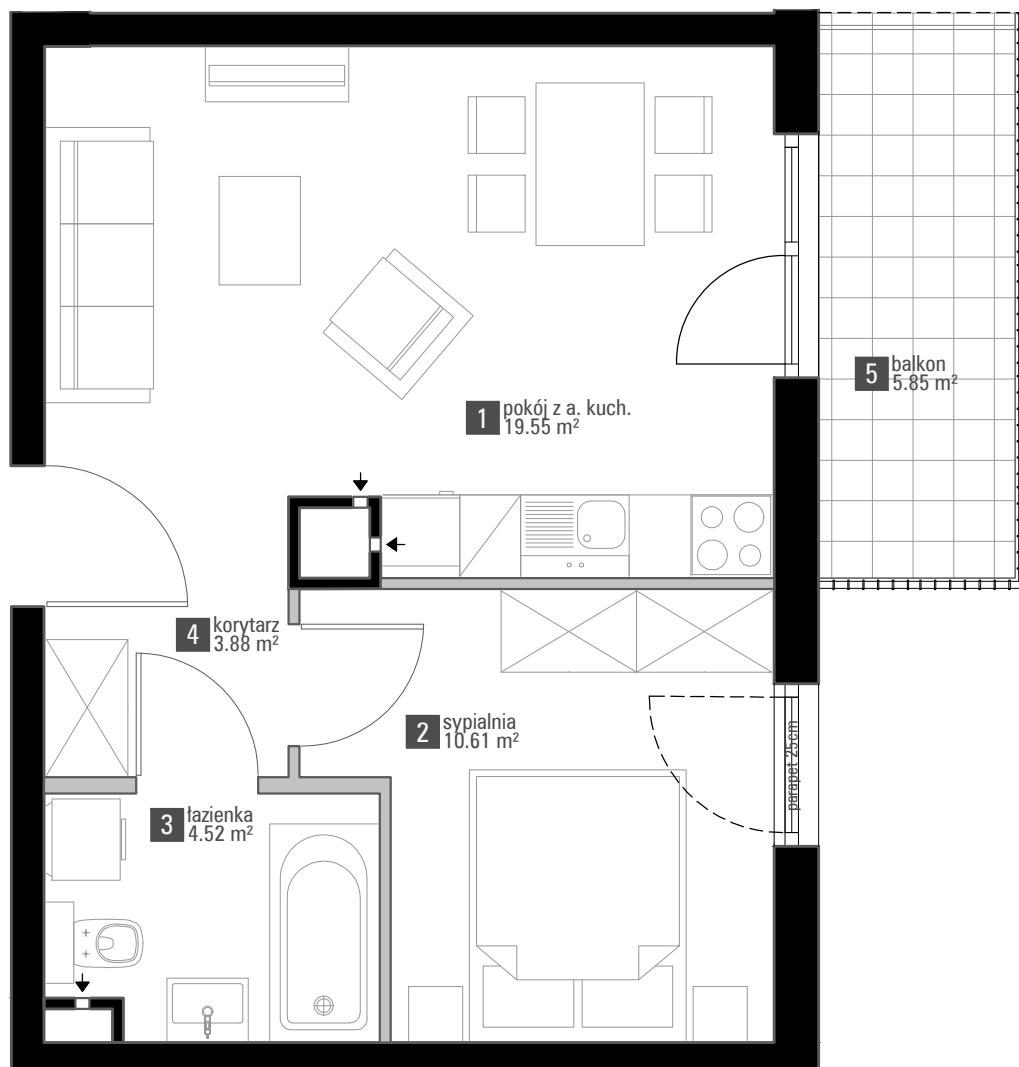 1 pokój z a. kuch.
19.55 m²
5 balkon
5.85 m²
4 korytarz
3.88 m²
2 sypialnia
10.61 m²
parapet 25cm
3 łazienka
4.52 m²